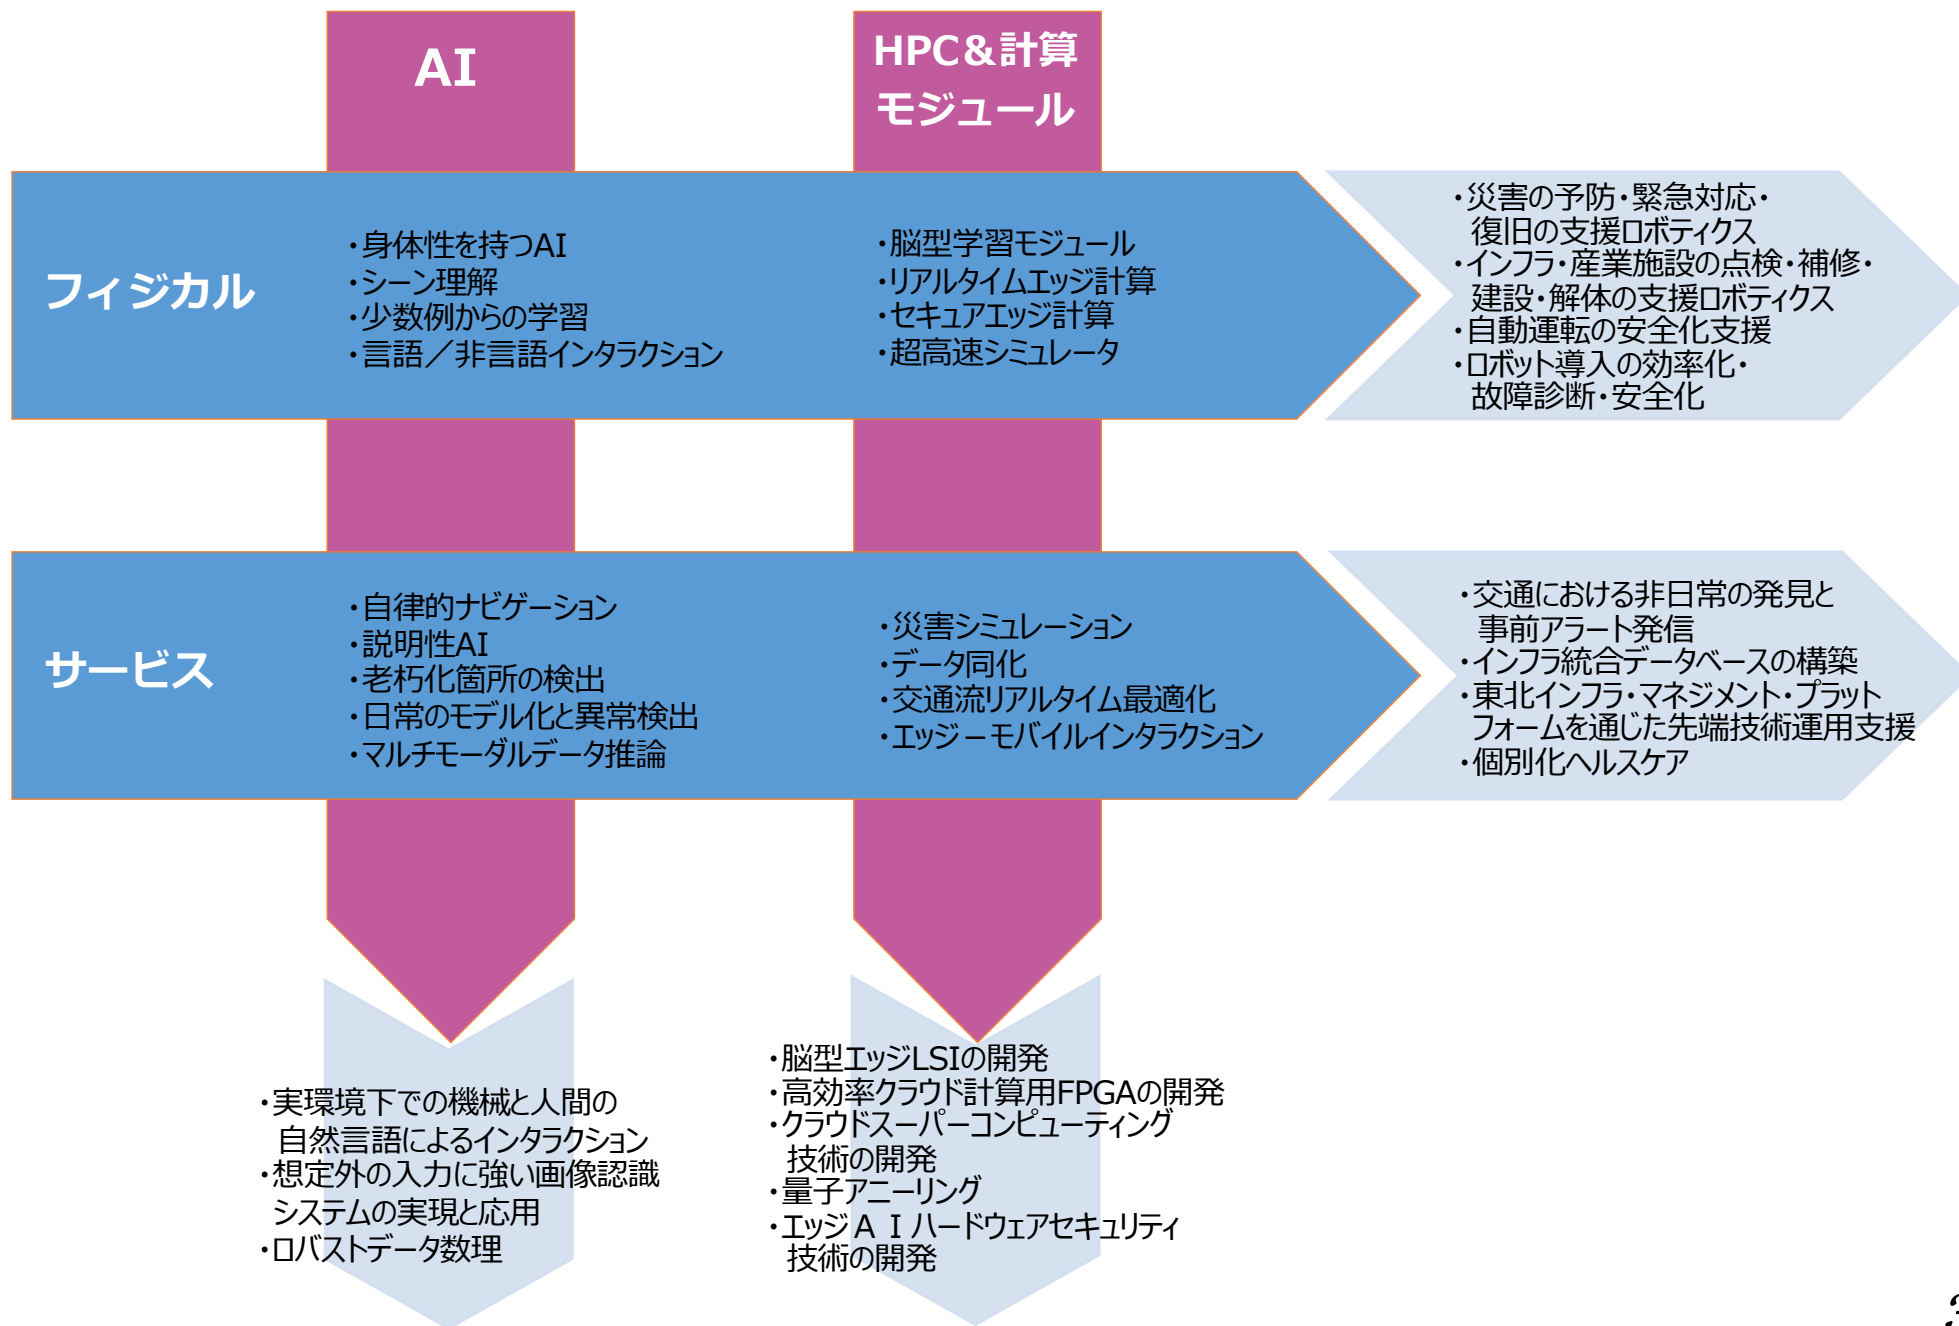 AI
HPC&計算
モジュール
フィジカル
・身体性を持つAI
・シーン理解
・少数例からの学習
・言語／非言語インタラクション
・脳型学習モジュール
・リアルタイムエッジ計算
・セキュアエッジ計算
・超高速シミュレータ
・災害の予防・緊急対応・
復旧の支援ロボティクス
・インフラ・産業施設の点検・補修・
建設・解体の支援ロボティクス
・自動運転の安全化支援
・ロボット導入の効率化・
故障診断・安全化
サービス
・自律的ナビゲーション
・説明性AI
・老朽化箇所の検出
・日常のモデル化と異常検出
・マルチモーダルデータ推論
・災害シミュレーション
・データ同化
・交通流リアルタイム最適化
・エッジ－モバイルインタラクション
・交通における非日常の発見と
事前アラート発信
・インフラ統合データベースの構築
・東北インフラ・マネジメント・プラット
フォームを通じた先端技術運用支援
・個別化ヘルスケア
・実環境下での機械と人間の
自然言語によるインタラクション
・想定外の入力に強い画像認識
システムの実現と応用
・ロバストデータ数理
・脳型エッジLSIの開発
・高効率クラウド計算用FPGAの開発
・クラウドスーパーコンピューティング
技術の開発
・量子アニーリング
・エッジＡＩハードウェアセキュリティ
技術の開発